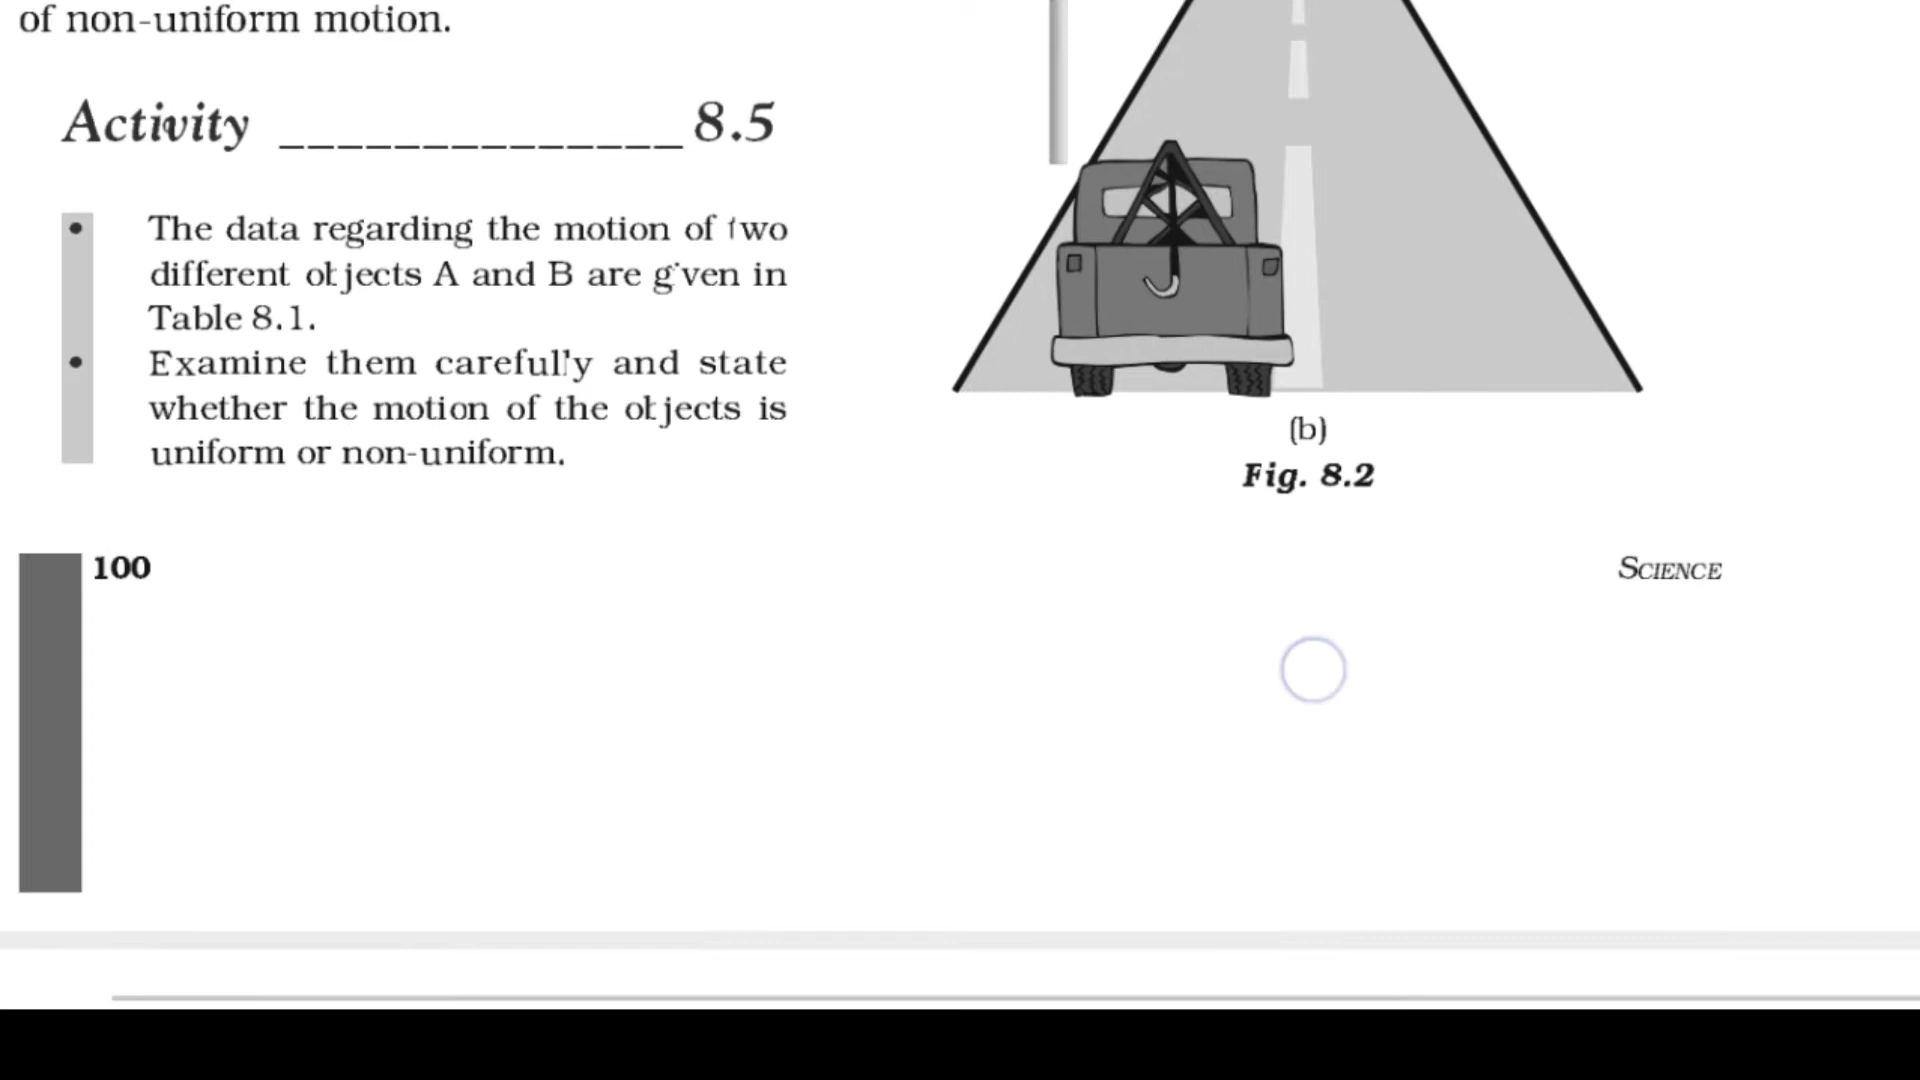 of non-uniform motion.
Activity ______________ 8.5
• The data regarding the motion of two
different objects A and B are given in
Table 8.1.
• Examine them carefully and state
whether the motion of the objects is
uniform or non-uniform.
(b)
Fig. 8.2
100
SCIENCE